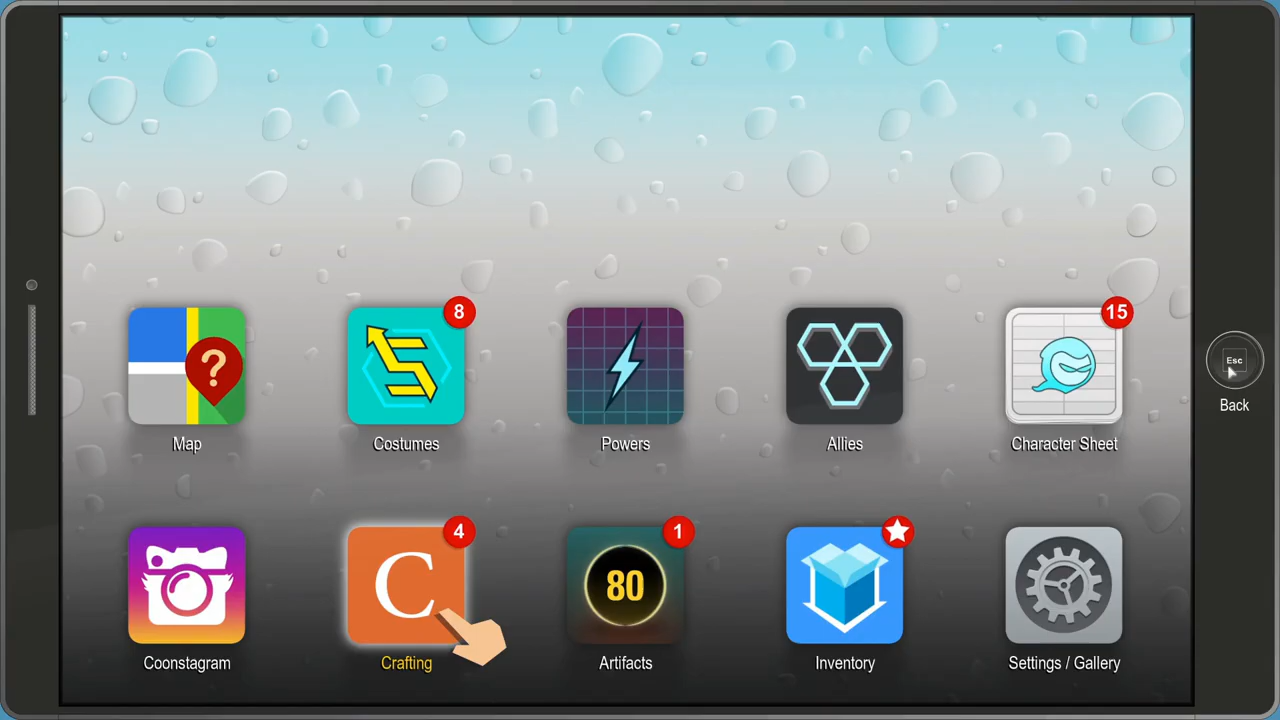 8
15
?
Esc
Back
Map
Costumes
Powers
Allies
Character Sheet
4
1
C
80
Coonstagram
Crafting
Artifacts
Inventory
Settings / Gallery